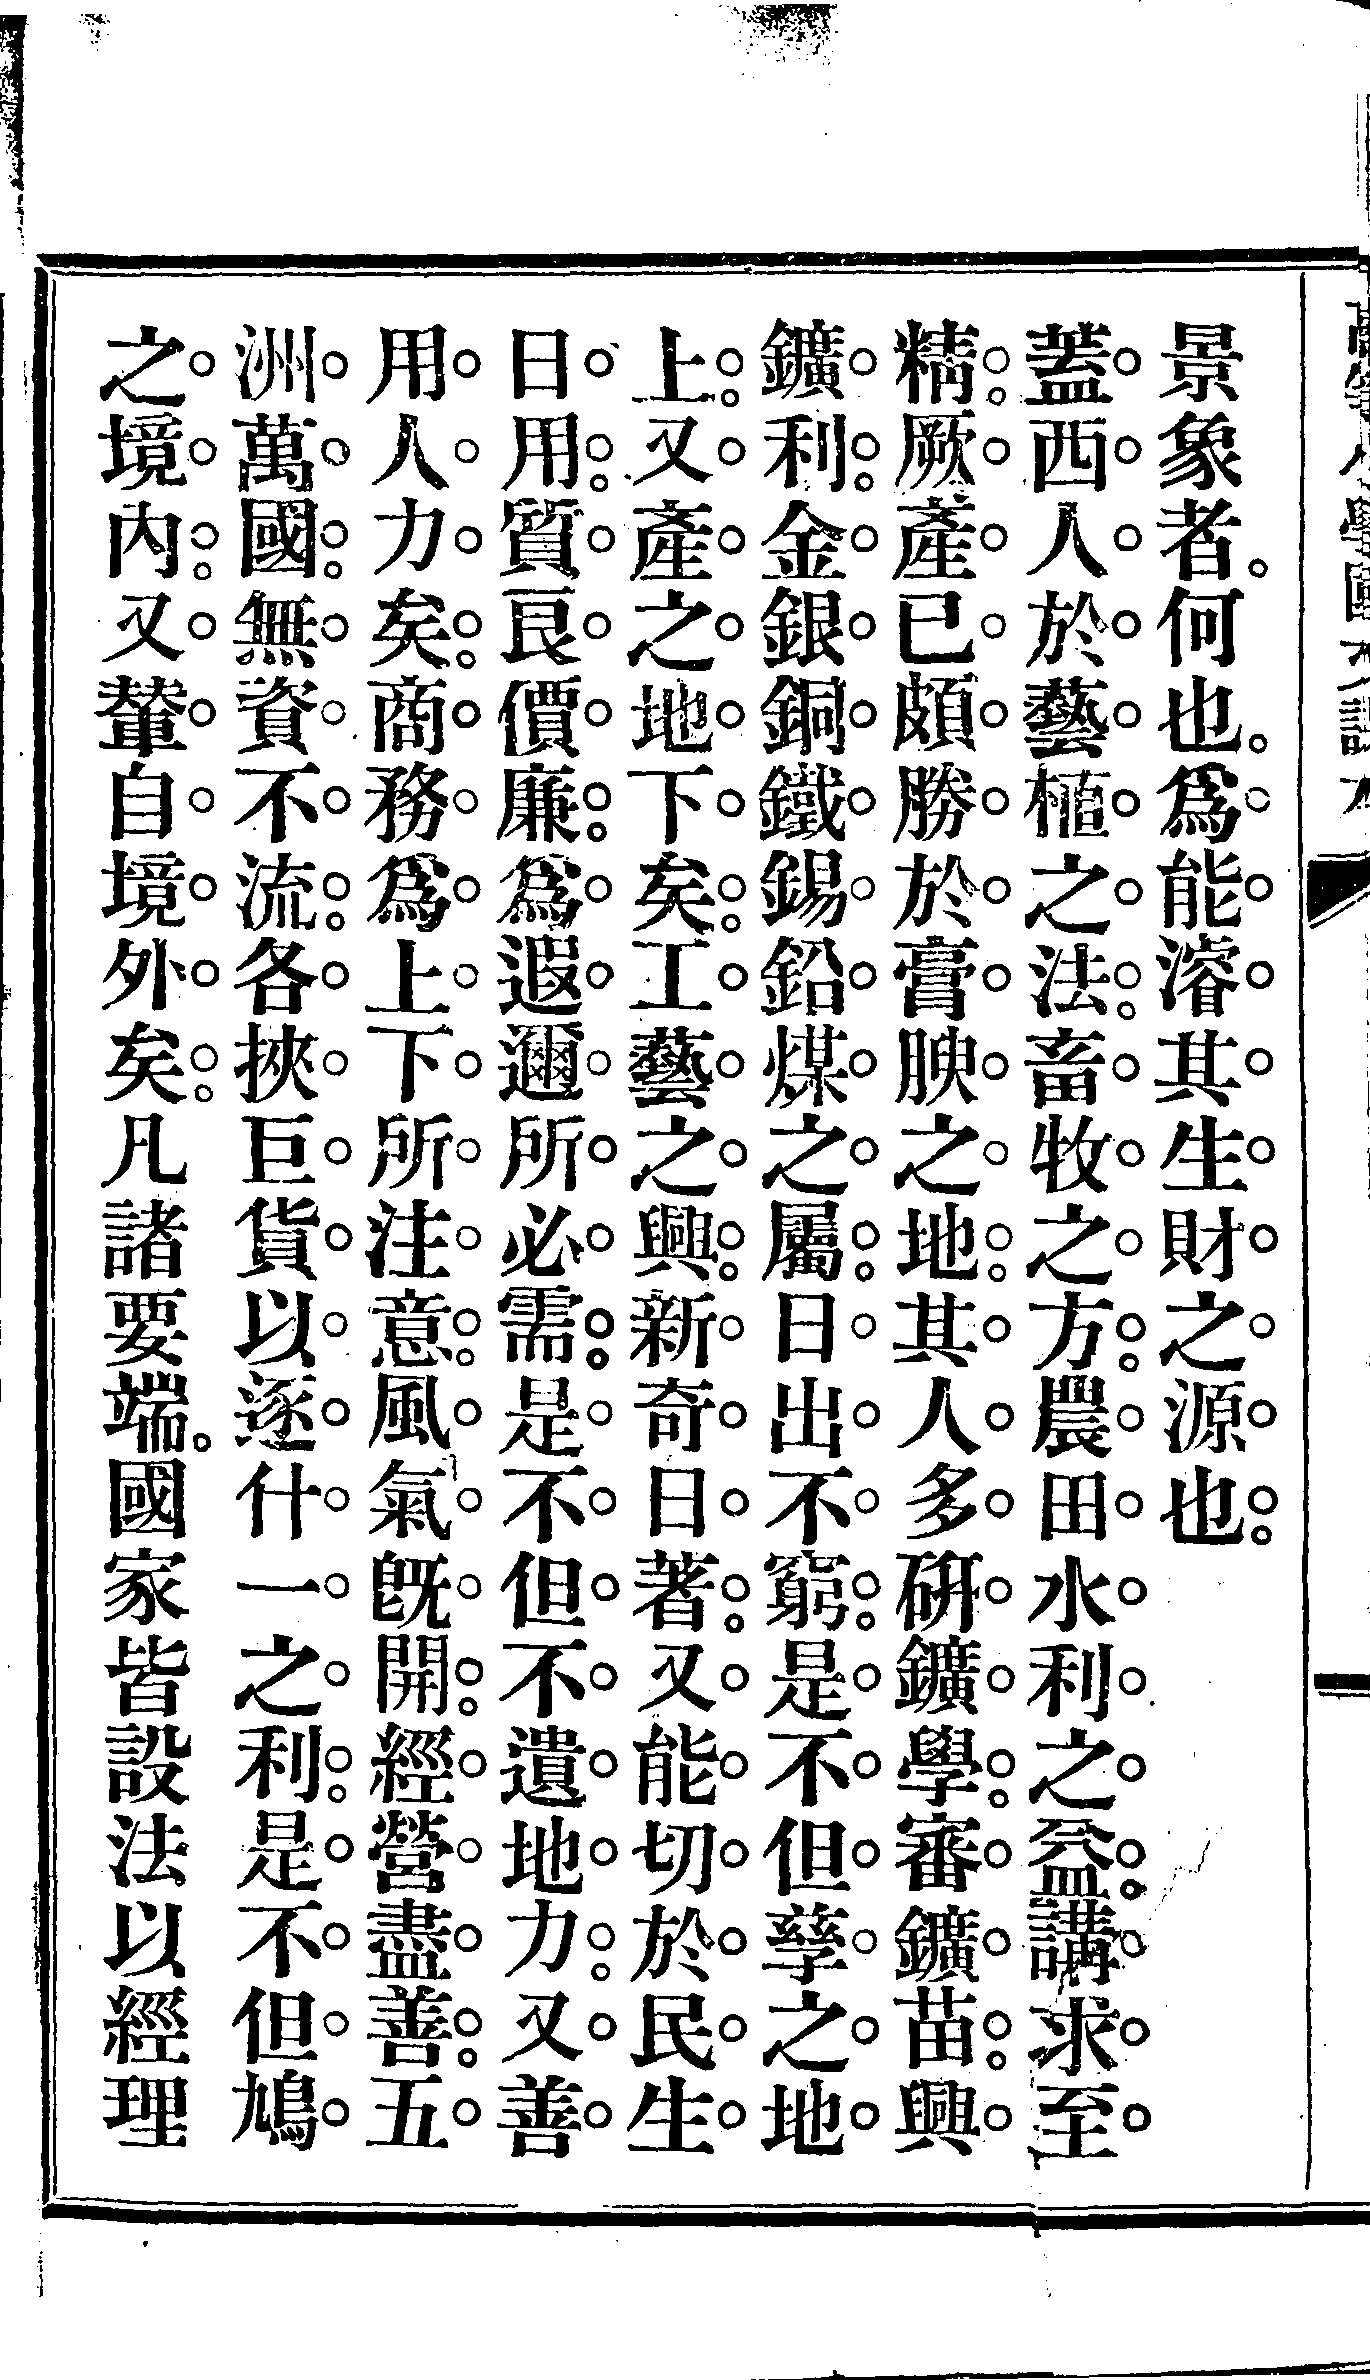 景象者。何也。爲能濬其生財之源也。
蓋西人於藝植之法。畜牧之方。農田水利之益。講求至
精。厥產已頗勝於膏腴之地。其人多硏鑛學。審鑛苗。興
鑛利。金銀銅鐵錫鉛煤之屬。日出不窮。是不但孳之地
上。又產之地下矣。工藝之興。新奇日著。又能切於民生
日用。質良價廉。爲遐邇所必需。是不但不遺地力。又善
用人力矣。商務爲上下所注意。風氣旣開。經營盡善。五
洲萬國。無資不流。各挾巨貨以逐什一之利。是不但鳩
之境內。又輦自境外矣。凡諸要端。國家皆設法以經理